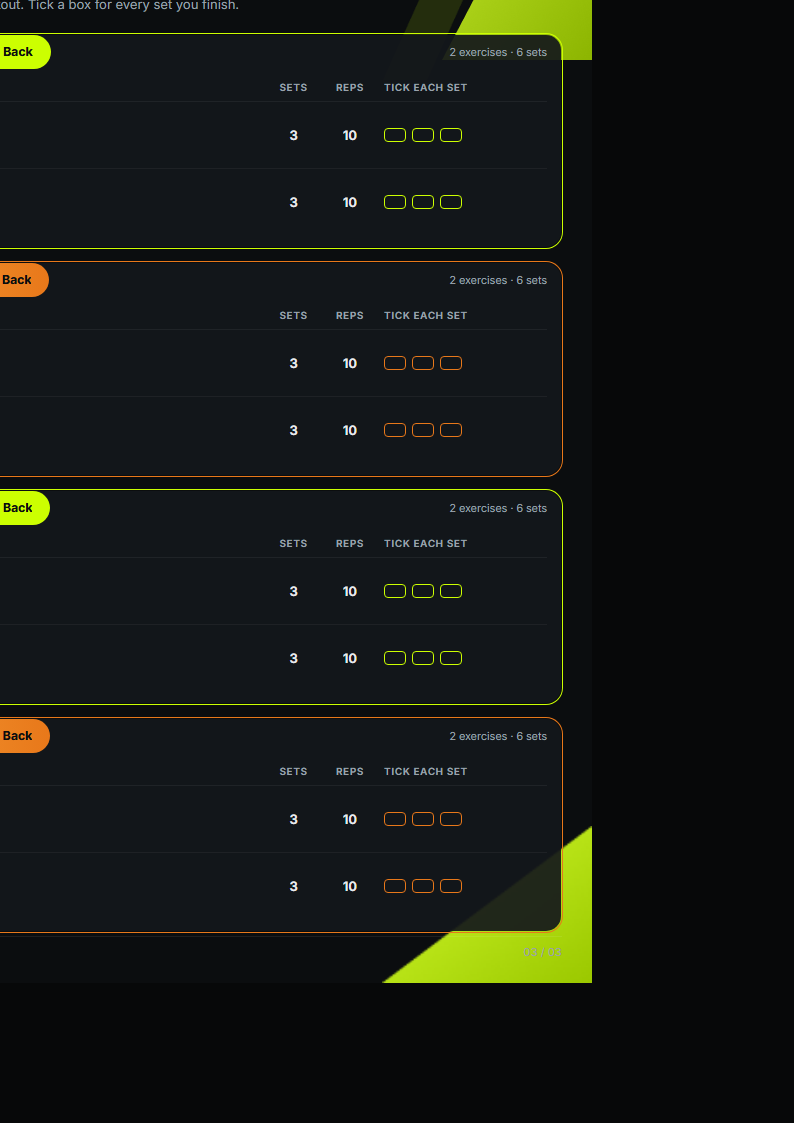 out. Tick a box for every set you finish.
Back 2 exercises · 6 sets
SETS REPS TICK EACH SET
3 10
3 10
Back 2 exercises · 6 sets
SETS REPS TICK EACH SET
3 10
3 10
Back 2 exercises · 6 sets
SETS REPS TICK EACH SET
3 10
3 10
Back 2 exercises · 6 sets
SETS REPS TICK EACH SET
3 10
3 10
03 / 03